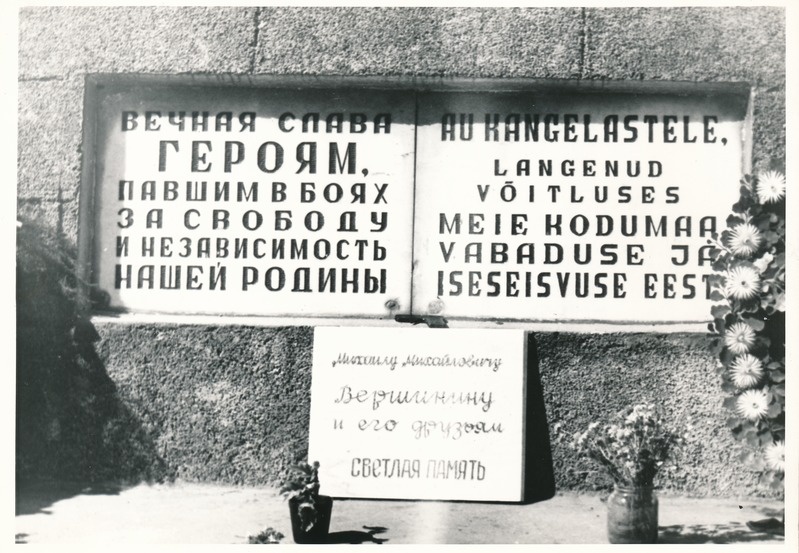 ВЕЧНАЯ СЛАВА
ГЕРОЯМ,
ПАВШИМ В БОЯХ
ЗА СВОБОДУ
И НЕЗАВИСИМОСТЬ
НАШЕЙ РОДИНЫ
AU KANGELASTELE,
LANGENUD
VÕITLUSES
MEIE KODUMAA
VABADUSE JA
ISESEISVUSE EEST
Михаилу Михайловичу
Вершинину
и его друзьям
СВЕТЛАЯ ПАМЯТЬ